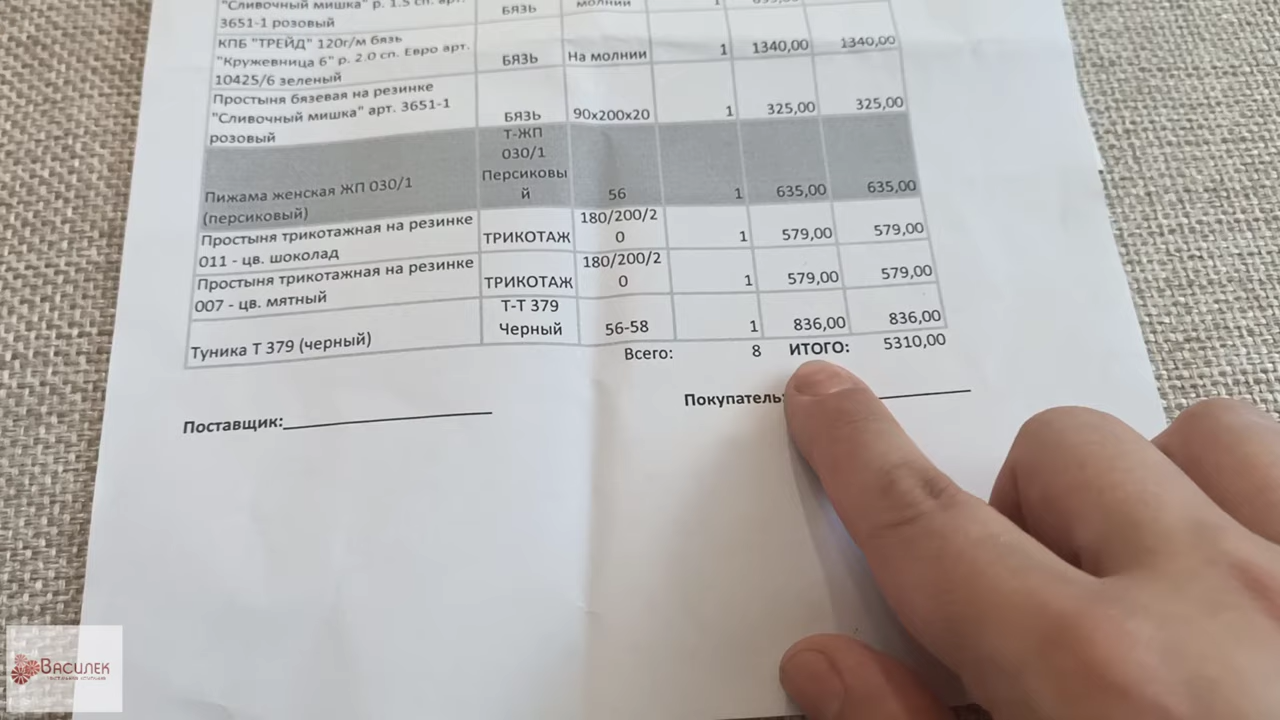 "Сливочный мишка" р. 1.5 сп. арт.
3651-1 розовый
БЯЗЬ
молнии
1
КПБ "ТРЕЙД" 120г/м бязь
"Кружевница 6" р. 2.0 сп. Евро арт.
10425/6 зеленый
БЯЗЬ
На молнии
1
1340,00
1340,00
Простыня бязевая на резинке
"Сливочный мишка" арт. 3651-1
розовый
БЯЗЬ
90х200х20
1
325,00
325,00
Пижама женская ЖП 030/1
(персиковый)
Т-ЖП
030/1
Персиковы
й
56
1
635,00
635,00
Простыня трикотажная на резинке
011 - цв. шоколад
ТРИКОТАЖ
180/200/2
0
1
579,00
579,00
Простыня трикотажная на резинке
007 - цв. мятный
ТРИКОТАЖ
180/200/2
0
1
579,00
579,00
Туника Т 379 (черный)
Т-Т 379
Черный
56-58
1
836,00
836,00
Всего: 8 ИТОГО: 5310,00
Поставщик:
Покупатель:
ВАСИЛЕК